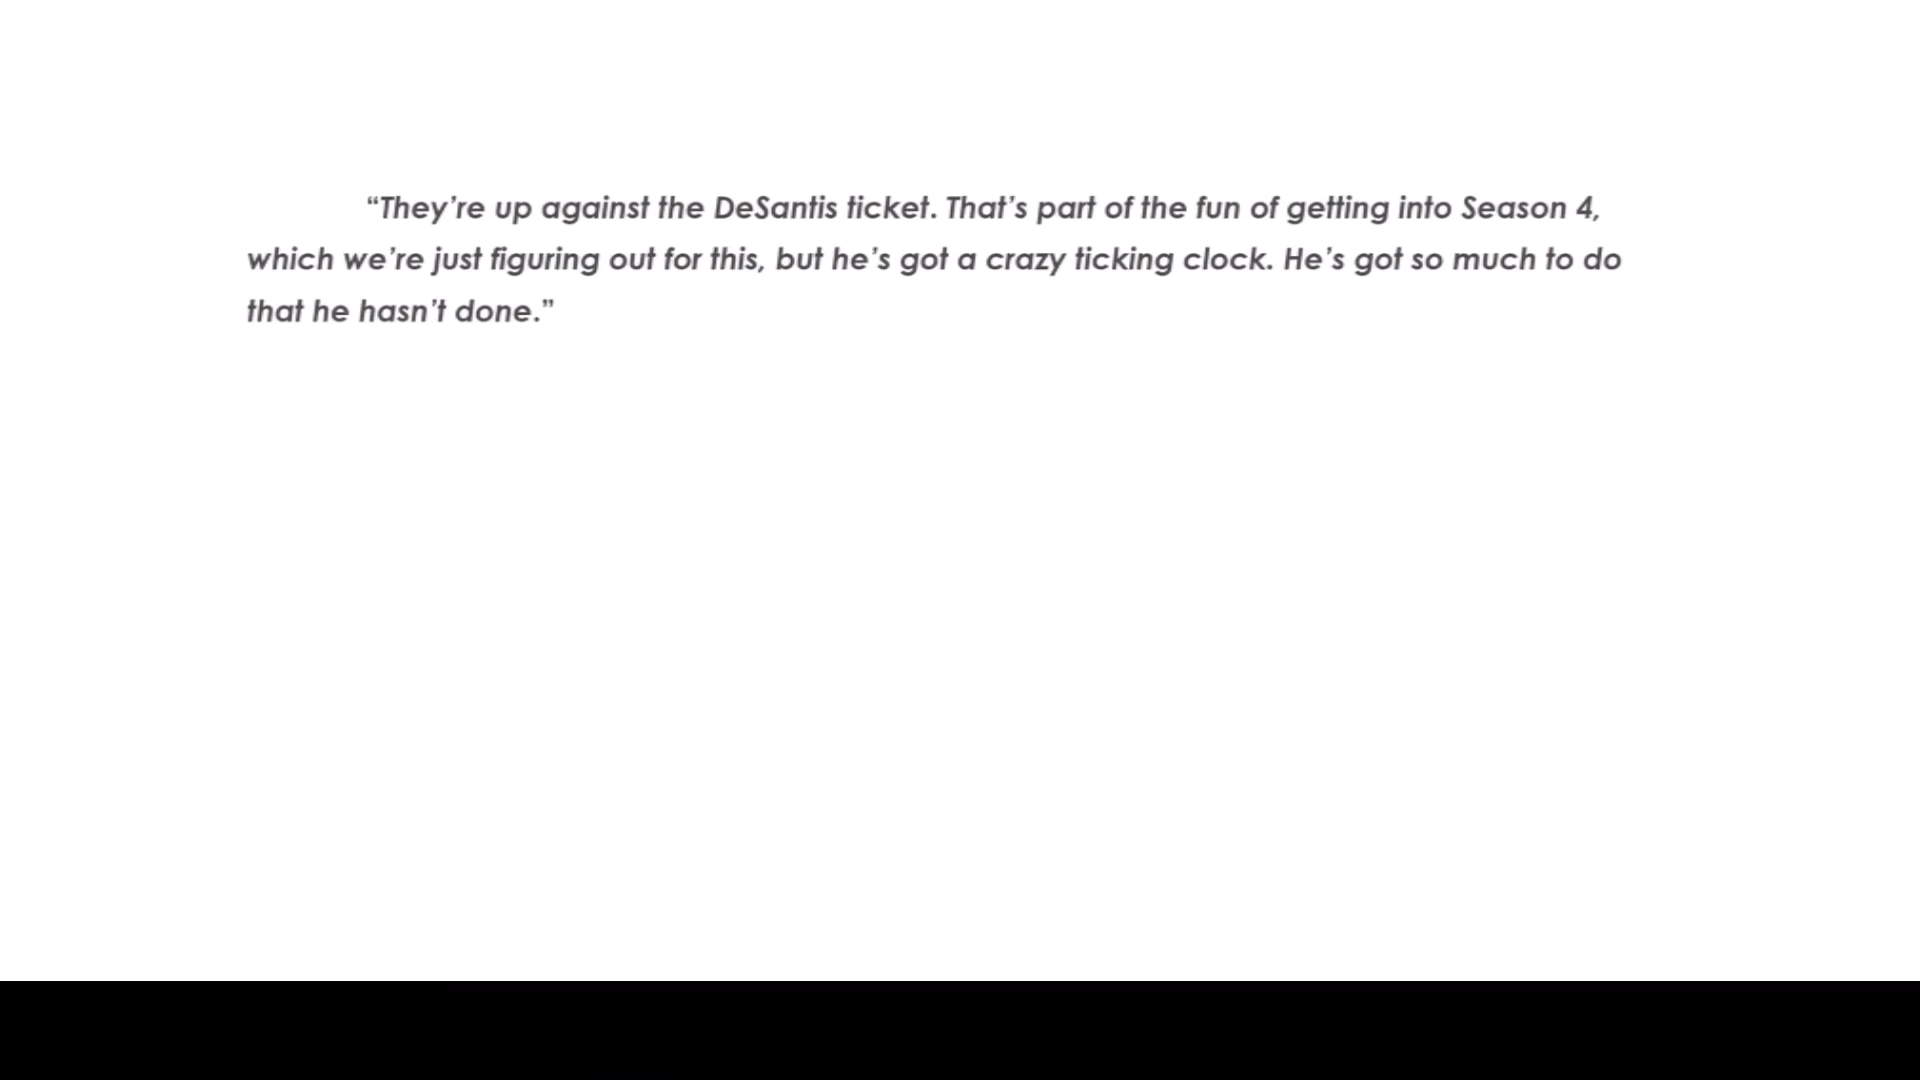 “They’re up against the DeSantis ticket. That’s part of the fun of getting into Season 4,
which we’re just figuring out for this, but he’s got a crazy ticking clock. He’s got so much to do
that he hasn’t done.”